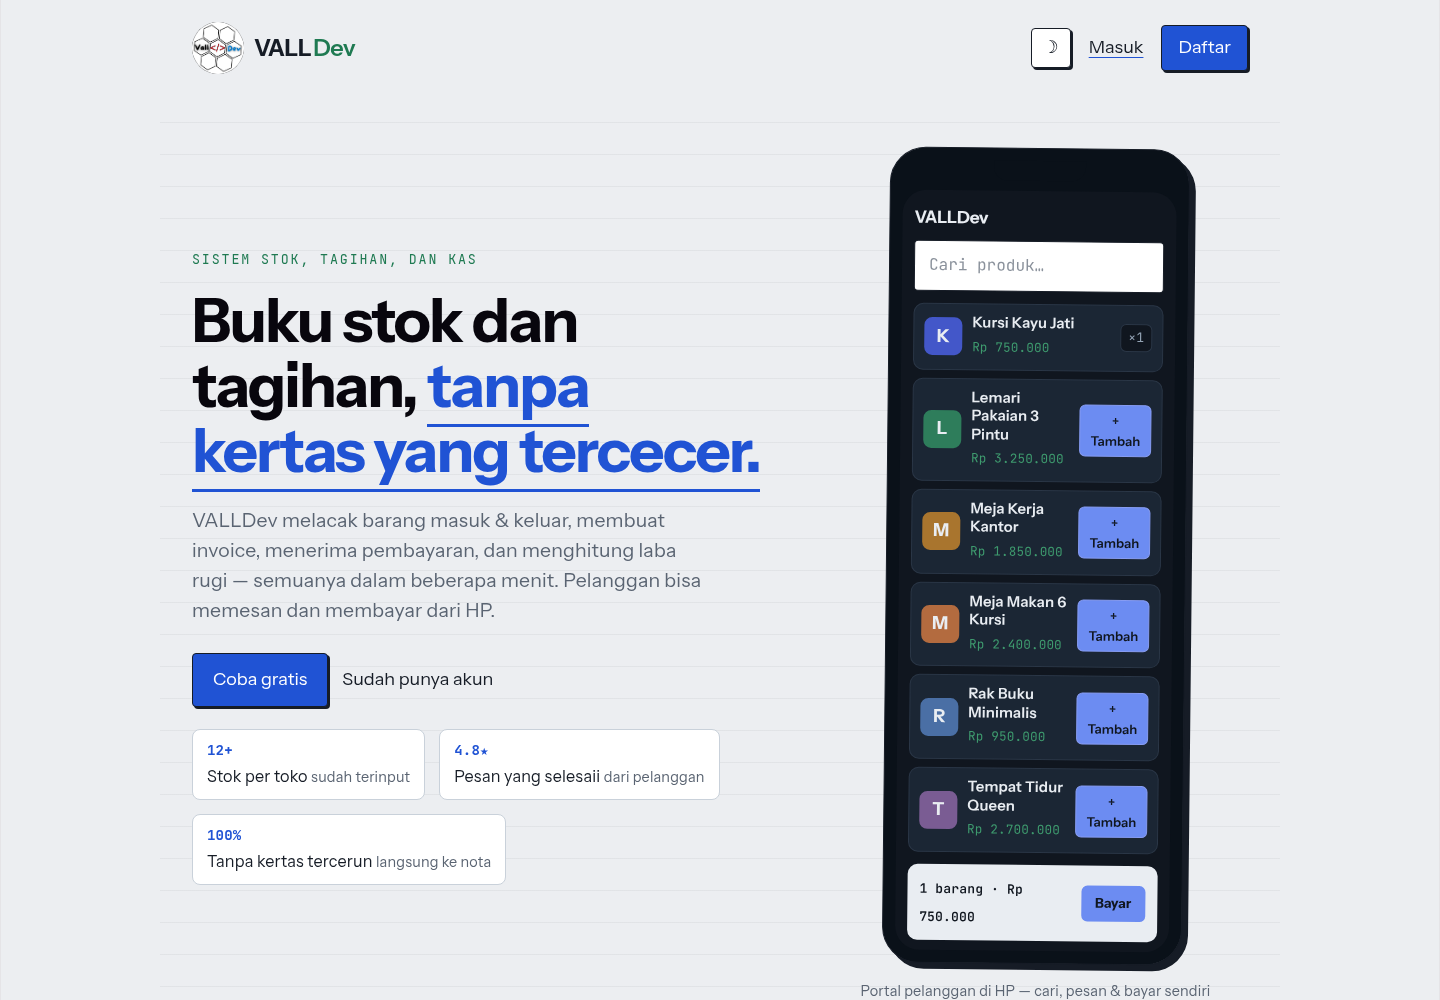 Vall</>Dev
VALLDev
☽
Masuk
Daftar
SISTEM STOK, TAGIHAN, DAN KAS
Buku stok dan
tagihan, tanpa
kertas yang tercecer.
VALLDev melacak barang masuk & keluar, membuat
invoice, menerima pembayaran, dan menghitung laba
rugi — semuanya dalam beberapa menit. Pelanggan bisa
memesan dan membayar dari HP.
Coba gratis
Sudah punya akun
12+
Stok per toko sudah terinput
4.8★
Pesan yang selesaii dari pelanggan
100%
Tanpa kertas tercerun langsung ke nota
VALLDev
Cari produk…
K
Kursi Kayu Jati
Rp 750.000
×1
L
Lemari
Pakaian 3
Pintu
Rp 3.250.000
+
Tambah
M
Meja Kerja
Kantor
Rp 1.850.000
+
Tambah
M
Meja Makan 6
Kursi
Rp 2.400.000
+
Tambah
R
Rak Buku
Minimalis
Rp 950.000
+
Tambah
T
Tempat Tidur
Queen
Rp 2.700.000
+
Tambah
1 barang · Rp
750.000
Bayar
Portal pelanggan di HP — cari, pesan & bayar sendiri